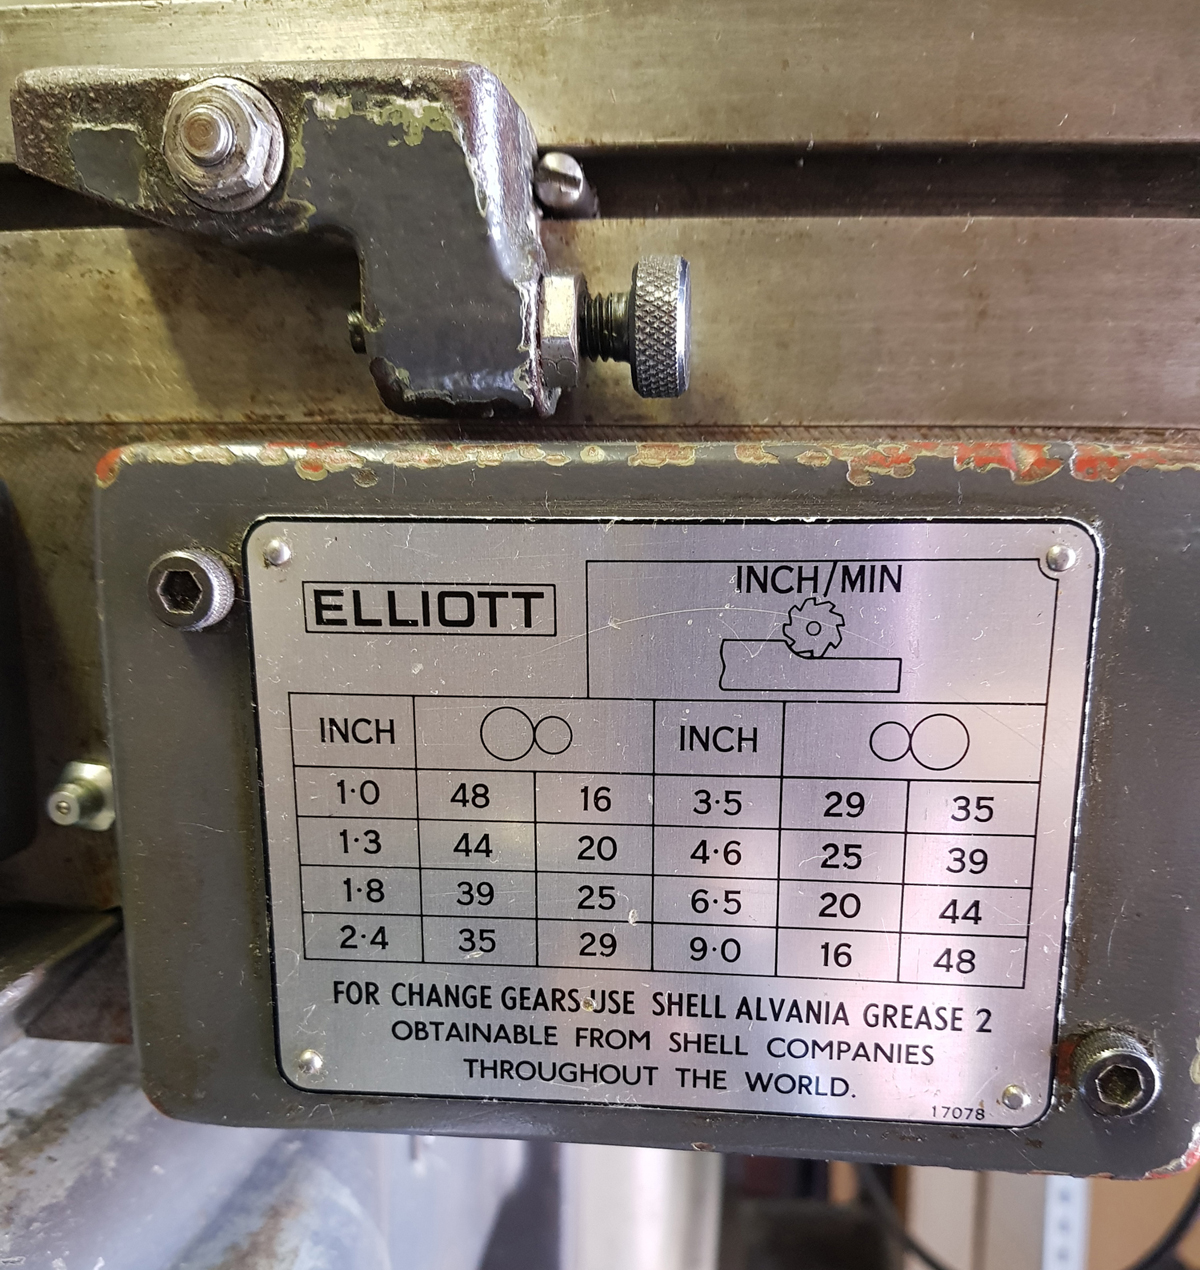 ELLIOTT
INCH/MIN
INCH INCH
1·0 48 16 3·5 29 35
1·3 44 20 4·6 25 39
1·8 39 25 6·5 20 44
2·4 35 29 9·0 16 48
FOR CHANGE GEARS USE SHELL ALVANIA GREASE 2
OBTAINABLE FROM SHELL COMPANIES
THROUGHOUT THE WORLD.
17078